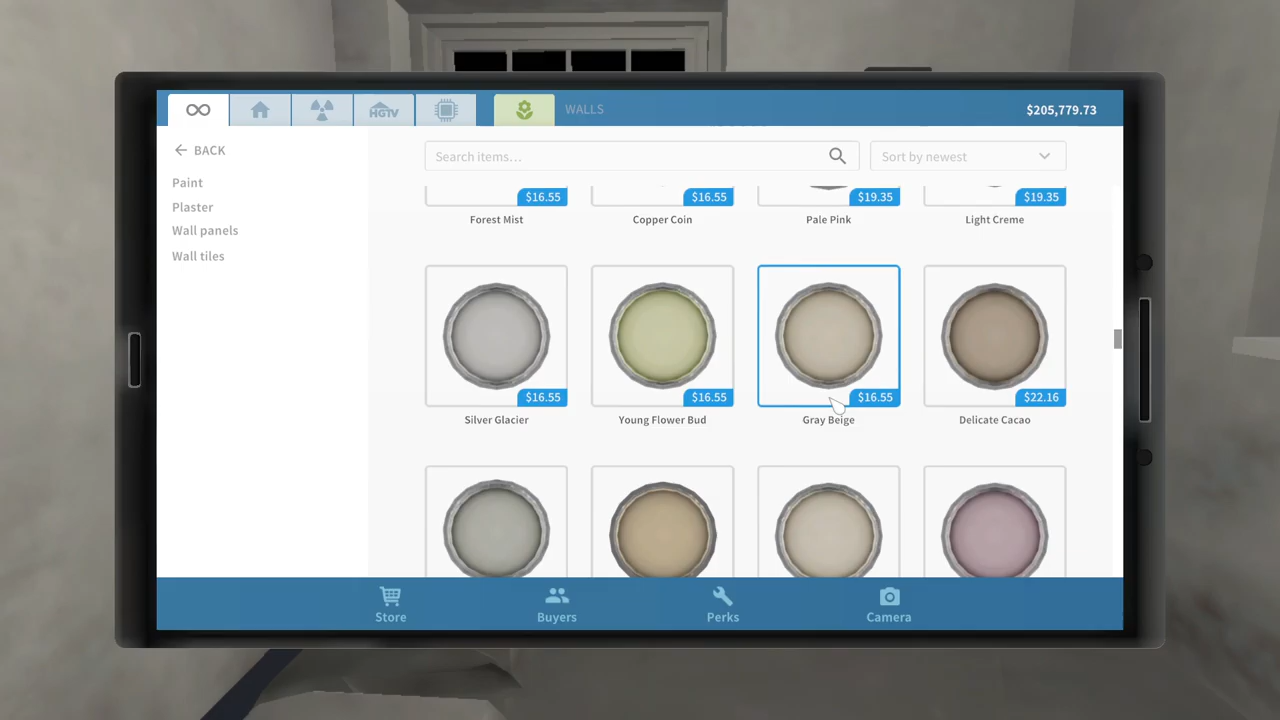 HGTV
WALLS
$205,779.73
BACK
Search items...
Sort by newest
Paint
Plaster
Wall panels
Wall tiles
$16.55
$16.55
$19.35
$19.35
Forest Mist
Copper Coin
Pale Pink
Light Creme
$16.55
$16.55
$16.55
$22.16
Silver Glacier
Young Flower Bud
Gray Beige
Delicate Cacao
Store
Buyers
Perks
Camera